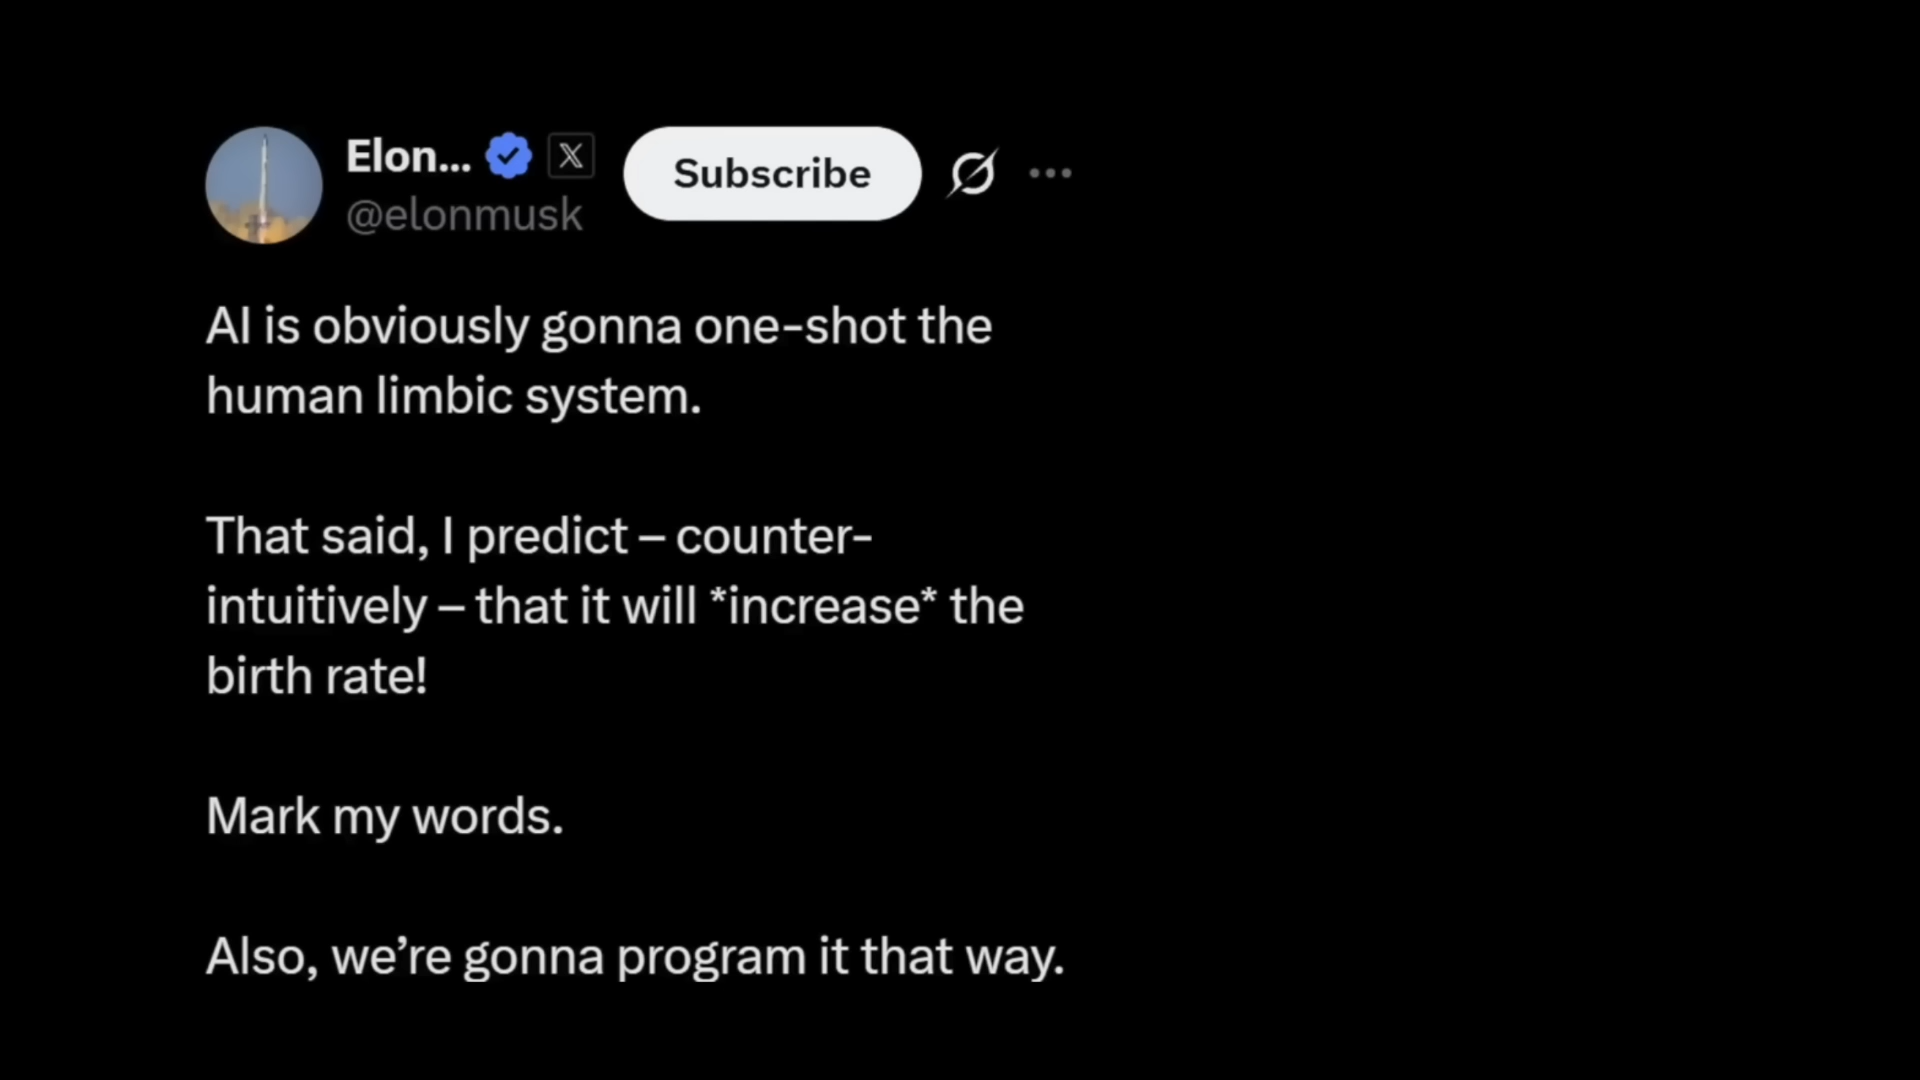 Elon...
@elonmusk
Subscribe
AI is obviously gonna one-shot the
human limbic system.
That said, I predict – counter-
intuitively – that it will *increase* the
birth rate!
Mark my words.
Also, we’re gonna program it that way.